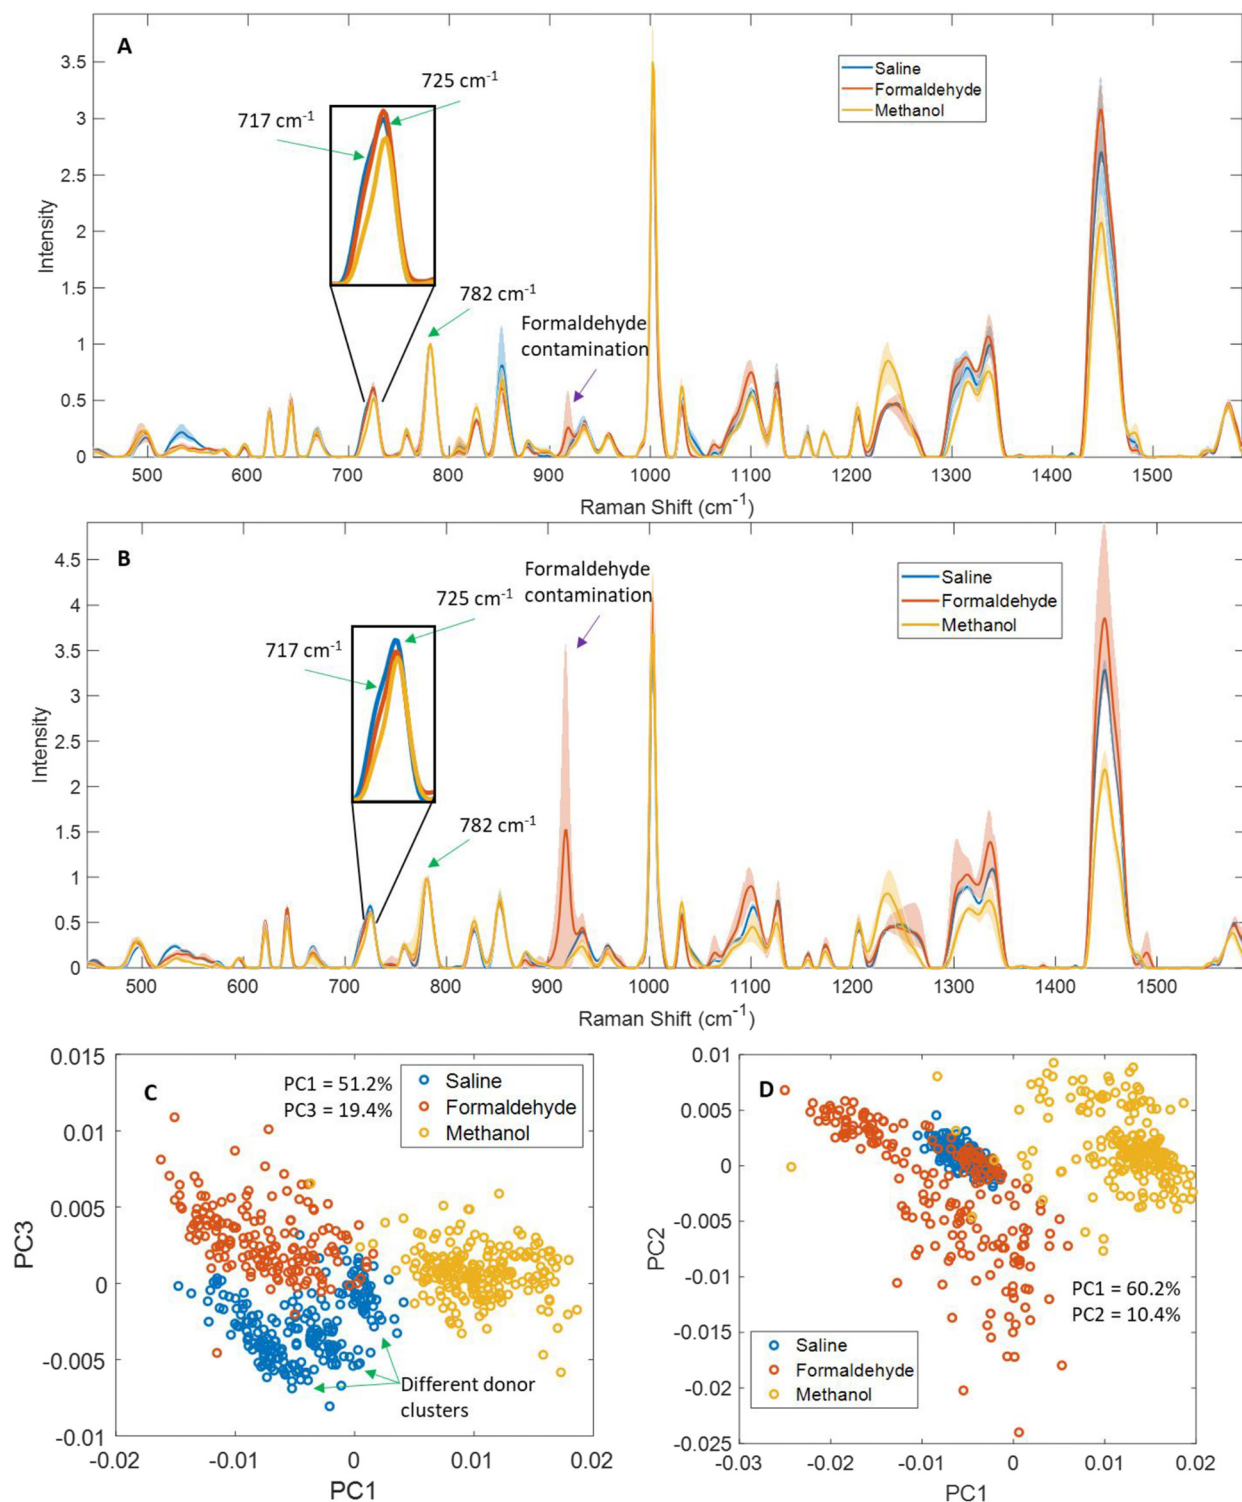 A
3.5
3
2.5
2
1.5
1
0.5
0
Intensity
717 cm-1
725 cm-1
782 cm-1
Formaldehyde
contamination
Saline
Formaldehyde
Methanol
500 600 700 800 900 1000 1100 1200 1300 1400 1500
Raman Shift (cm-1)
B
4.5
4
3.5
3
2.5
2
1.5
1
0.5
0
Intensity
717 cm-1
725 cm-1
782 cm-1
Formaldehyde
contamination
Saline
Formaldehyde
Methanol
500 600 700 800 900 1000 1100 1200 1300 1400 1500
Raman Shift (cm-1)
C
PC1 = 51.2%
PC3 = 19.4%
Saline
Formaldehyde
Methanol
0.015
0.01
0.005
0
-0.005
-0.01
PC3
Different donor
clusters
-0.02 -0.01 0 0.01 0.02
PC1
D
0.01
0.005
0
-0.005
-0.01
-0.015
-0.02
-0.025
PC2
PC1 = 60.2%
PC2 = 10.4%
Saline
Formaldehyde
Methanol
-0.03 -0.02 -0.01 0 0.01 0.02
PC1